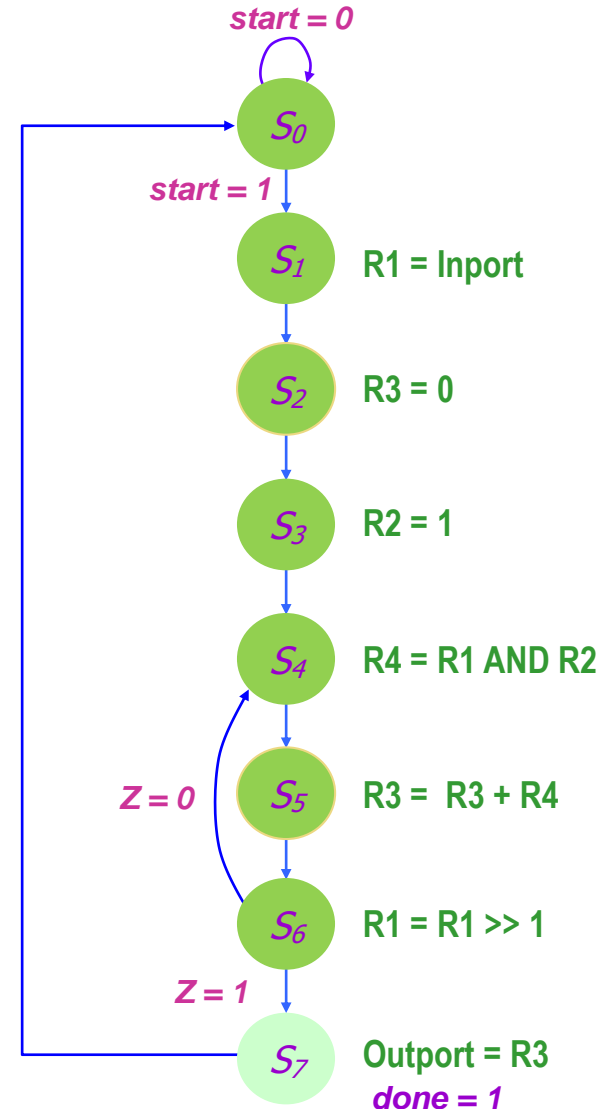 start = 0
S0
start = 1
S1 R1 = Inport
S2 R3 = 0
S3 R2 = 1
S4 R4 = R1 AND R2
Z = 0 S5 R3 = R3 + R4
S6 R1 = R1 >> 1
Z = 1
S7 Outport = R3
done = 1